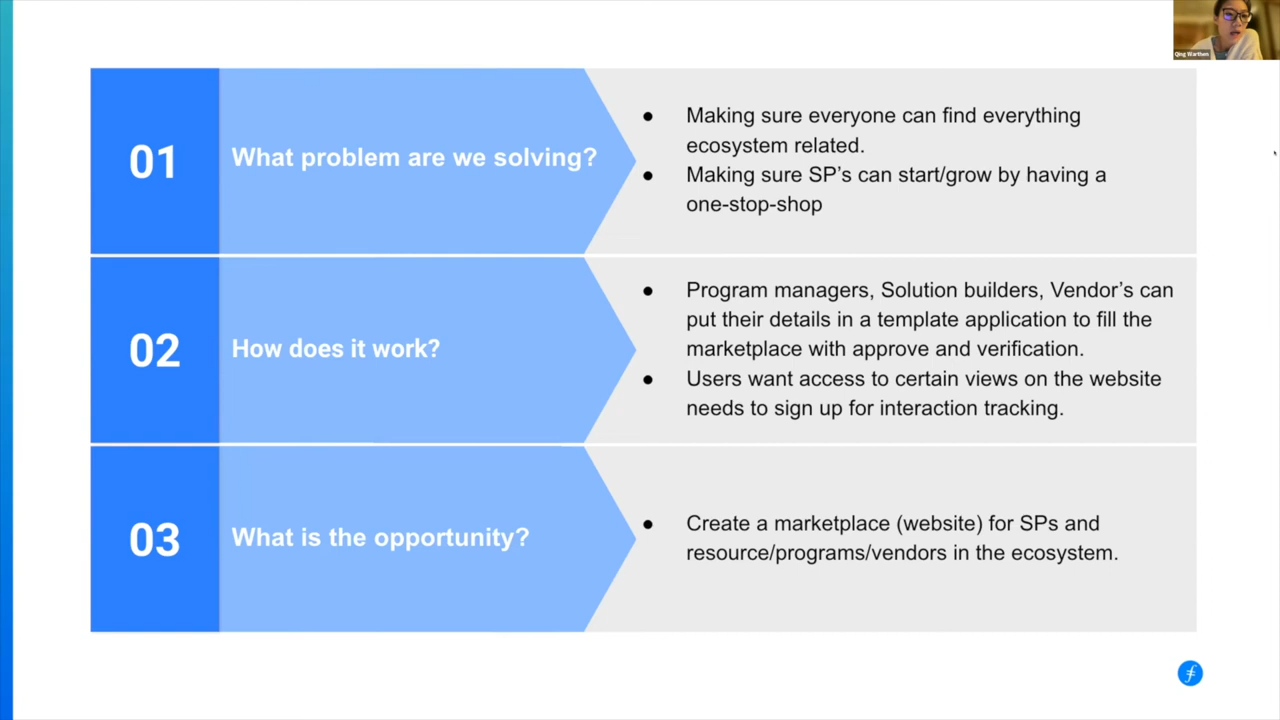 Qing Warthen
01
What problem are we solving?
● Making sure everyone can find everything
ecosystem related.
● Making sure SP’s can start/grow by having a
one-stop-shop
02
How does it work?
● Program managers, Solution builders, Vendor’s can
put their details in a template application to fill the
marketplace with approve and verification.
● Users want access to certain views on the website
needs to sign up for interaction tracking.
03
What is the opportunity?
● Create a marketplace (website) for SPs and
resource/programs/vendors in the ecosystem.